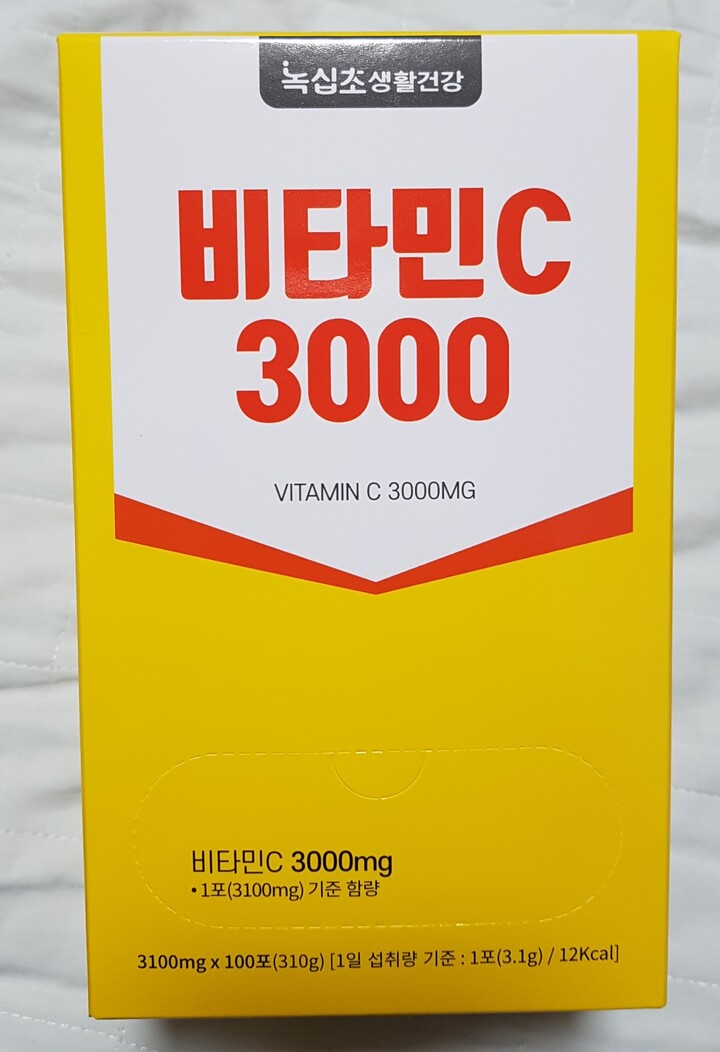 녹십초생활건강
비타민C
3000
VITAMIN C 3000MG
비타민C 3000mg
• 1포(3100mg) 기준 함량
3100mg x 100포(310g) [1일 섭취량 기준 : 1포(3.1g) / 12Kcal]